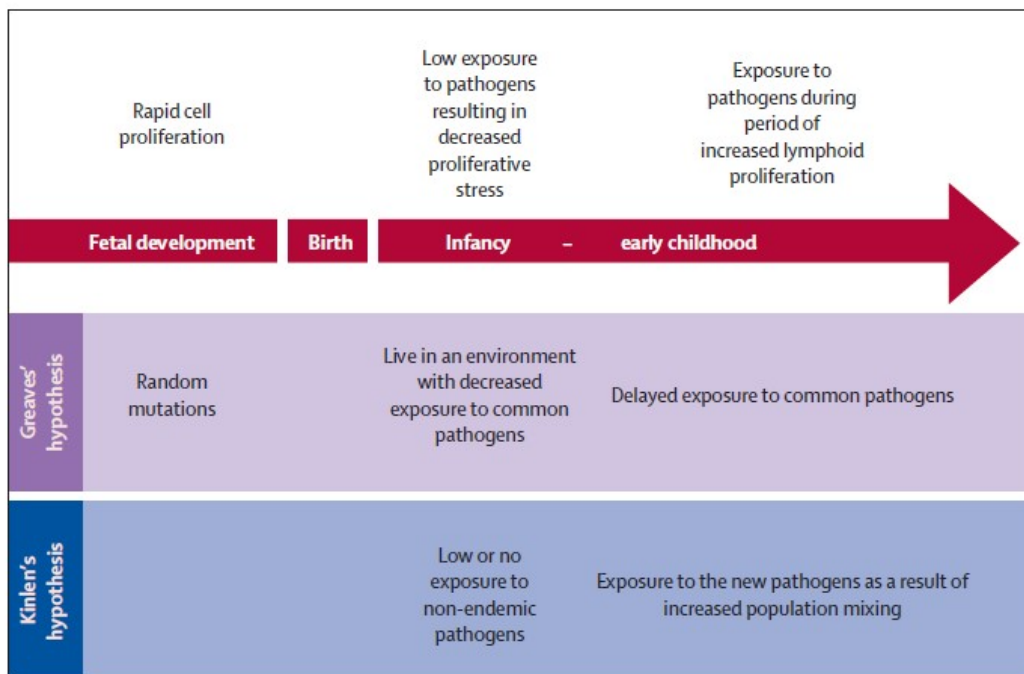 Rapid cell
proliferation
Low exposure
to pathogens
resulting in
decreased
proliferative
stress
Exposure to
pathogens during
period of
increased lymphoid
proliferation
Fetal development
Birth
Infancy – early childhood
Greaves’
hypothesis
Random
mutations
Live in an environment
with decreased
exposure to common
pathogens
Delayed exposure to common pathogens
Kinlen’s
hypothesis
Low or no
exposure to
non-endemic
pathogens
Exposure to the new pathogens as a result of
increased population mixing